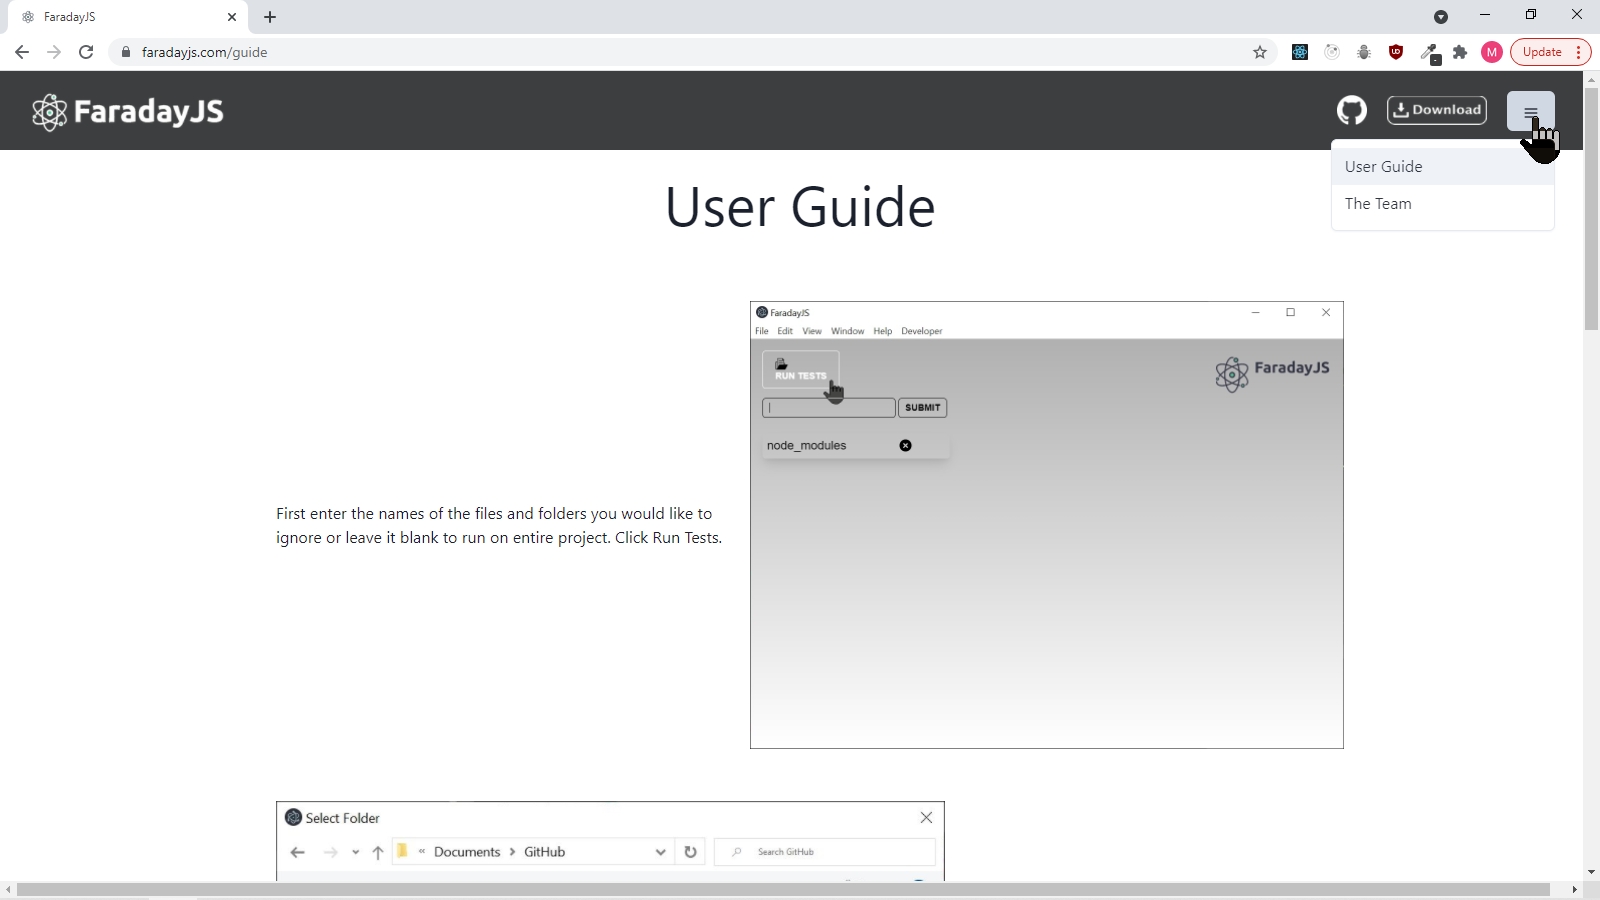 FaradayJS
faradayjs.com/guide
M
Update
FaradayJS
Download
User Guide
The Team
User Guide
FaradayJS
File Edit View Window Help Developer
RUN TESTS
FaradayJS
SUBMIT
node_modules
First enter the names of the files and folders you would like to
ignore or leave it blank to run on entire project. Click Run Tests.
Select Folder
« Documents > GitHub
Search GitHub